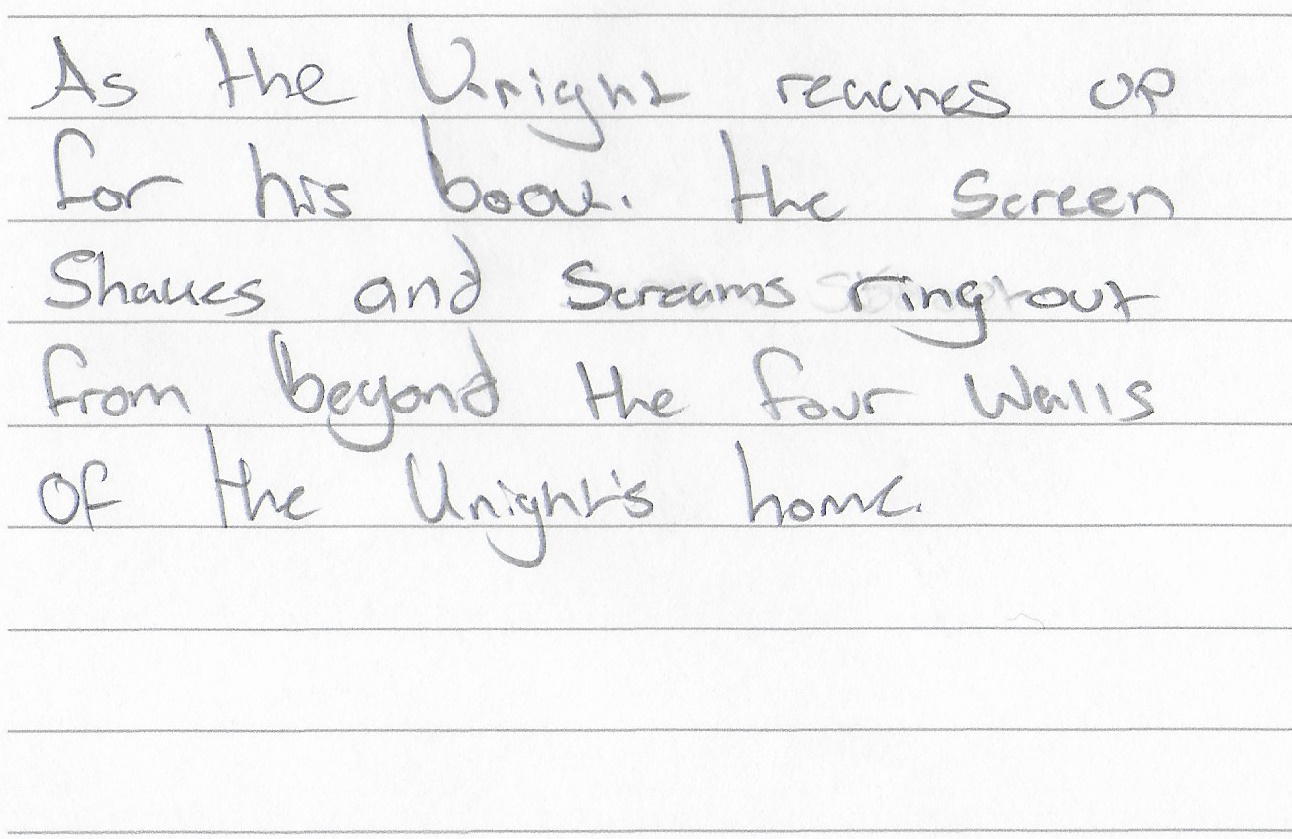 As the Knight reaches up
for his book. the screen
shakes and screams ring out
from beyond the four walls
of the Knight's home.